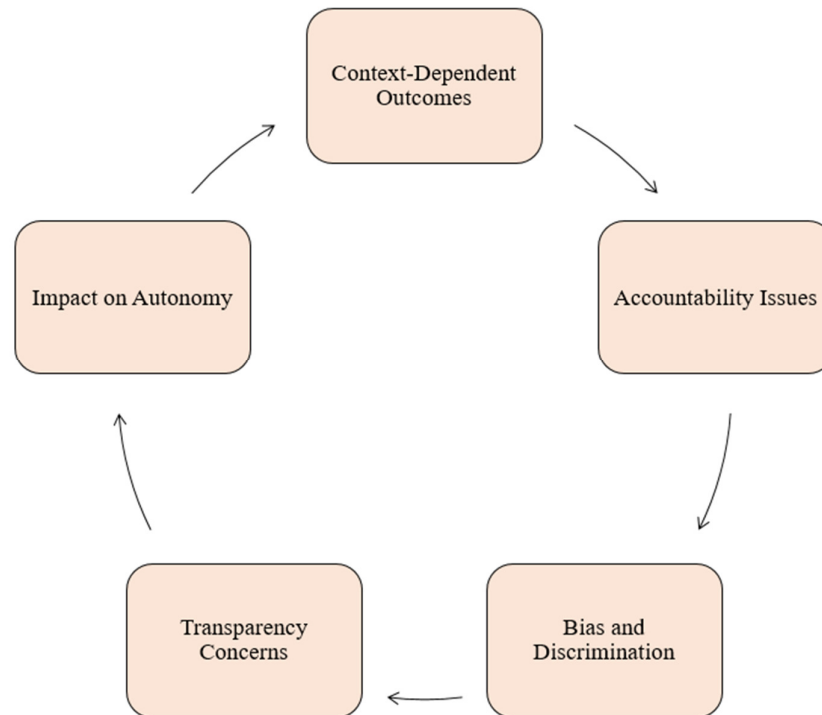 Context-Dependent
Outcomes
Accountability Issues
Bias and
Discrimination
Transparency
Concerns
Impact on Autonomy